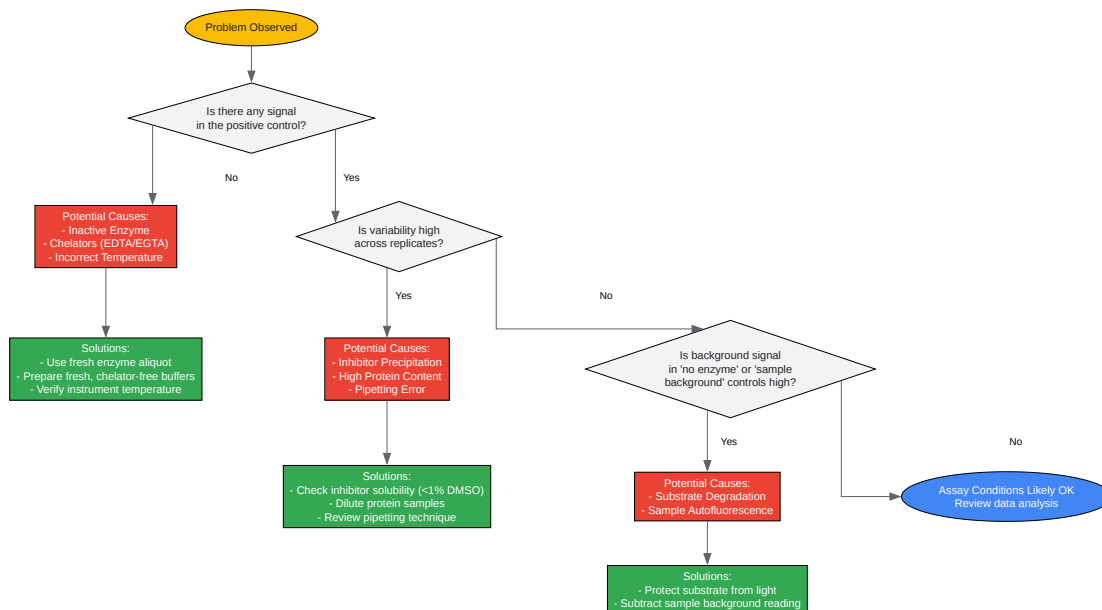 Problem Observed
Is there any signal
in the positive control?
No
Yes
Potential Causes:
- Inactive Enzyme
- Chelators (EDTA/EGTA)
- Incorrect Temperature
Is variability high
across replicates?
Yes
No
Solutions:
- Use fresh enzyme aliquot
- Prepare fresh, chelator-free buffers
- Verify instrument temperature
Potential Causes:
- Inhibitor Precipitation
- High Protein Content
- Pipetting Error
Is background signal
in 'no enzyme' or 'sample
background' controls high?
Yes
No
Solutions:
- Check inhibitor solubility (<1% DMSO)
- Dilute protein samples
- Review pipetting technique
Potential Causes:
- Substrate Degradation
- Sample Autofluorescence
Assay Conditions Likely OK
Review data analysis
Solutions:
- Protect substrate from light
- Subtract sample background reading